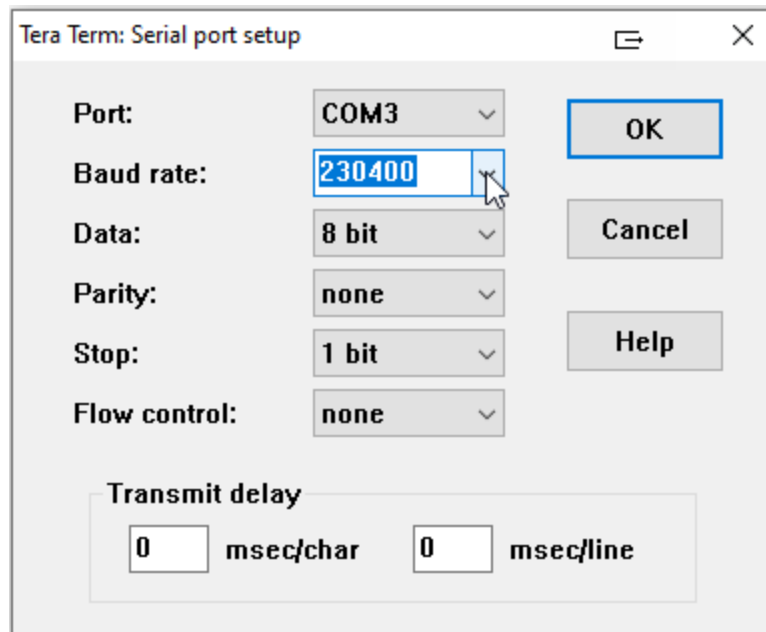 Tera Term: Serial port setup
Port: COM3 OK
Baud rate: 230400
Data: 8 bit Cancel
Parity: none
Stop: 1 bit Help
Flow control: none
Transmit delay
0 msec/char 0 msec/line